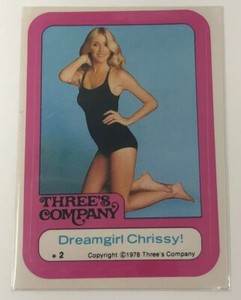 THREE'S
COMPANY
Dreamgirl Chrissy!
• 2 Copyright ©1978 Three's Company